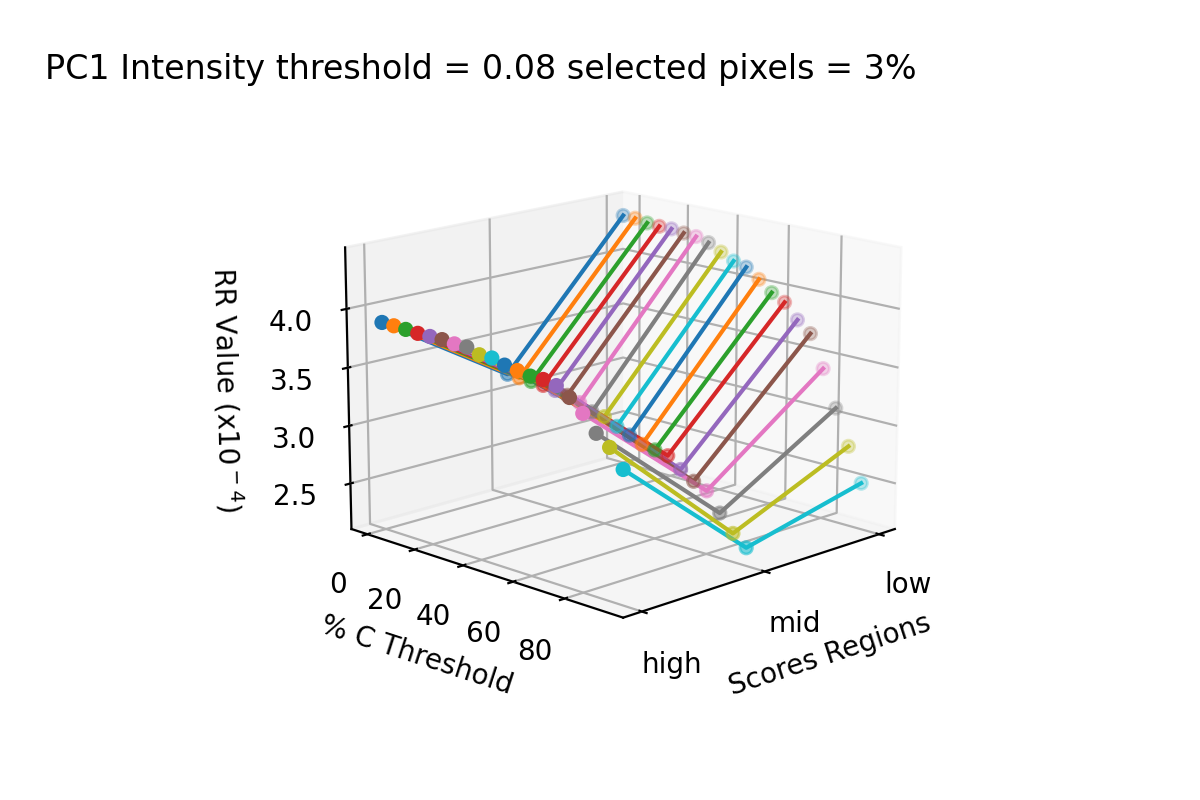 PC1 Intensity threshold = 0.08 selected pixels = 3%
RR Value (x10⁻⁴)
4.0
3.5
3.0
2.5
0
20
40
60
80
% C Threshold
high
mid
low
Scores Regions